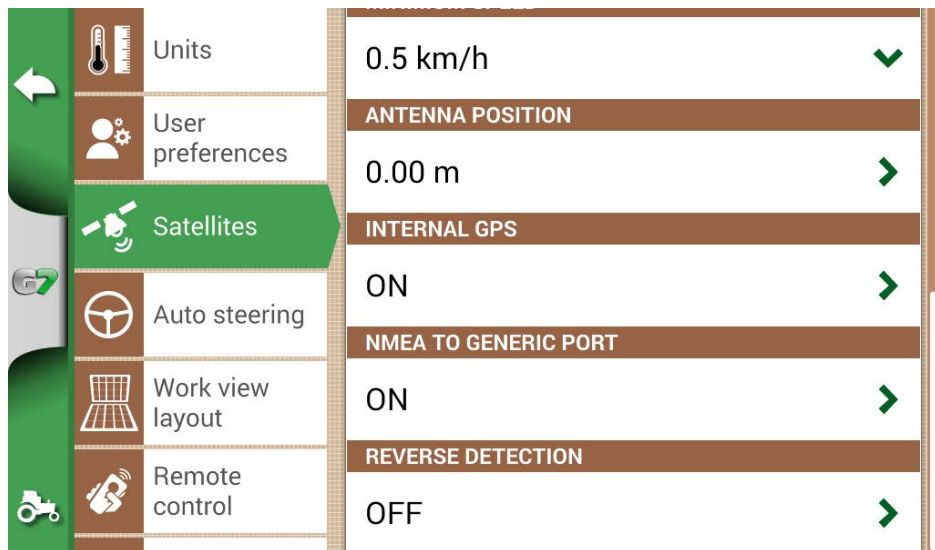 Units
User
preferences
Satellites
G7
Auto steering
Work view
layout
Remote
control
0.5 km/h
ANTENNA POSITION
0.00 m
INTERNAL GPS
ON
NMEA TO GENERIC PORT
ON
REVERSE DETECTION
OFF